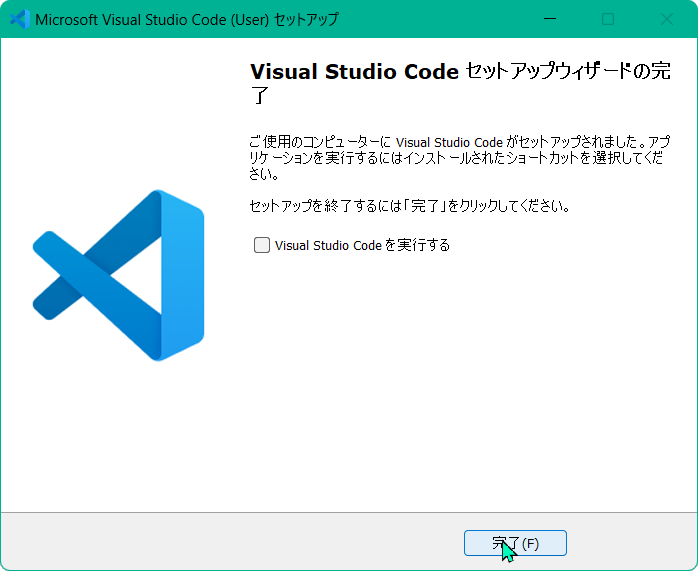 Microsoft Visual Studio Code (User) セットアップ
Visual Studio Code セットアップウィザードの完
了
ご使用のコンピューターに Visual Studio Code がセットアップされました。アプ
リケーションを実行するにはインストールされたショートカットを選択してくだ
さい。
セットアップを終了するには「完了」をクリックしてください。
Visual Studio Code を実行する
完了(F)